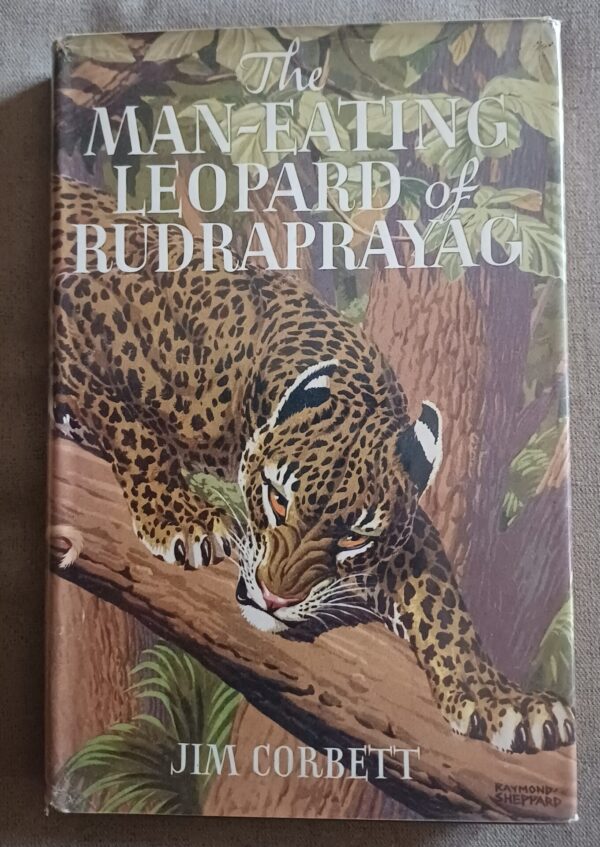 The
MAN-EATING
LEOPARD of
RUDRAPRAYAG
JIM CORBETT
RAYMOND
SHEPPARD